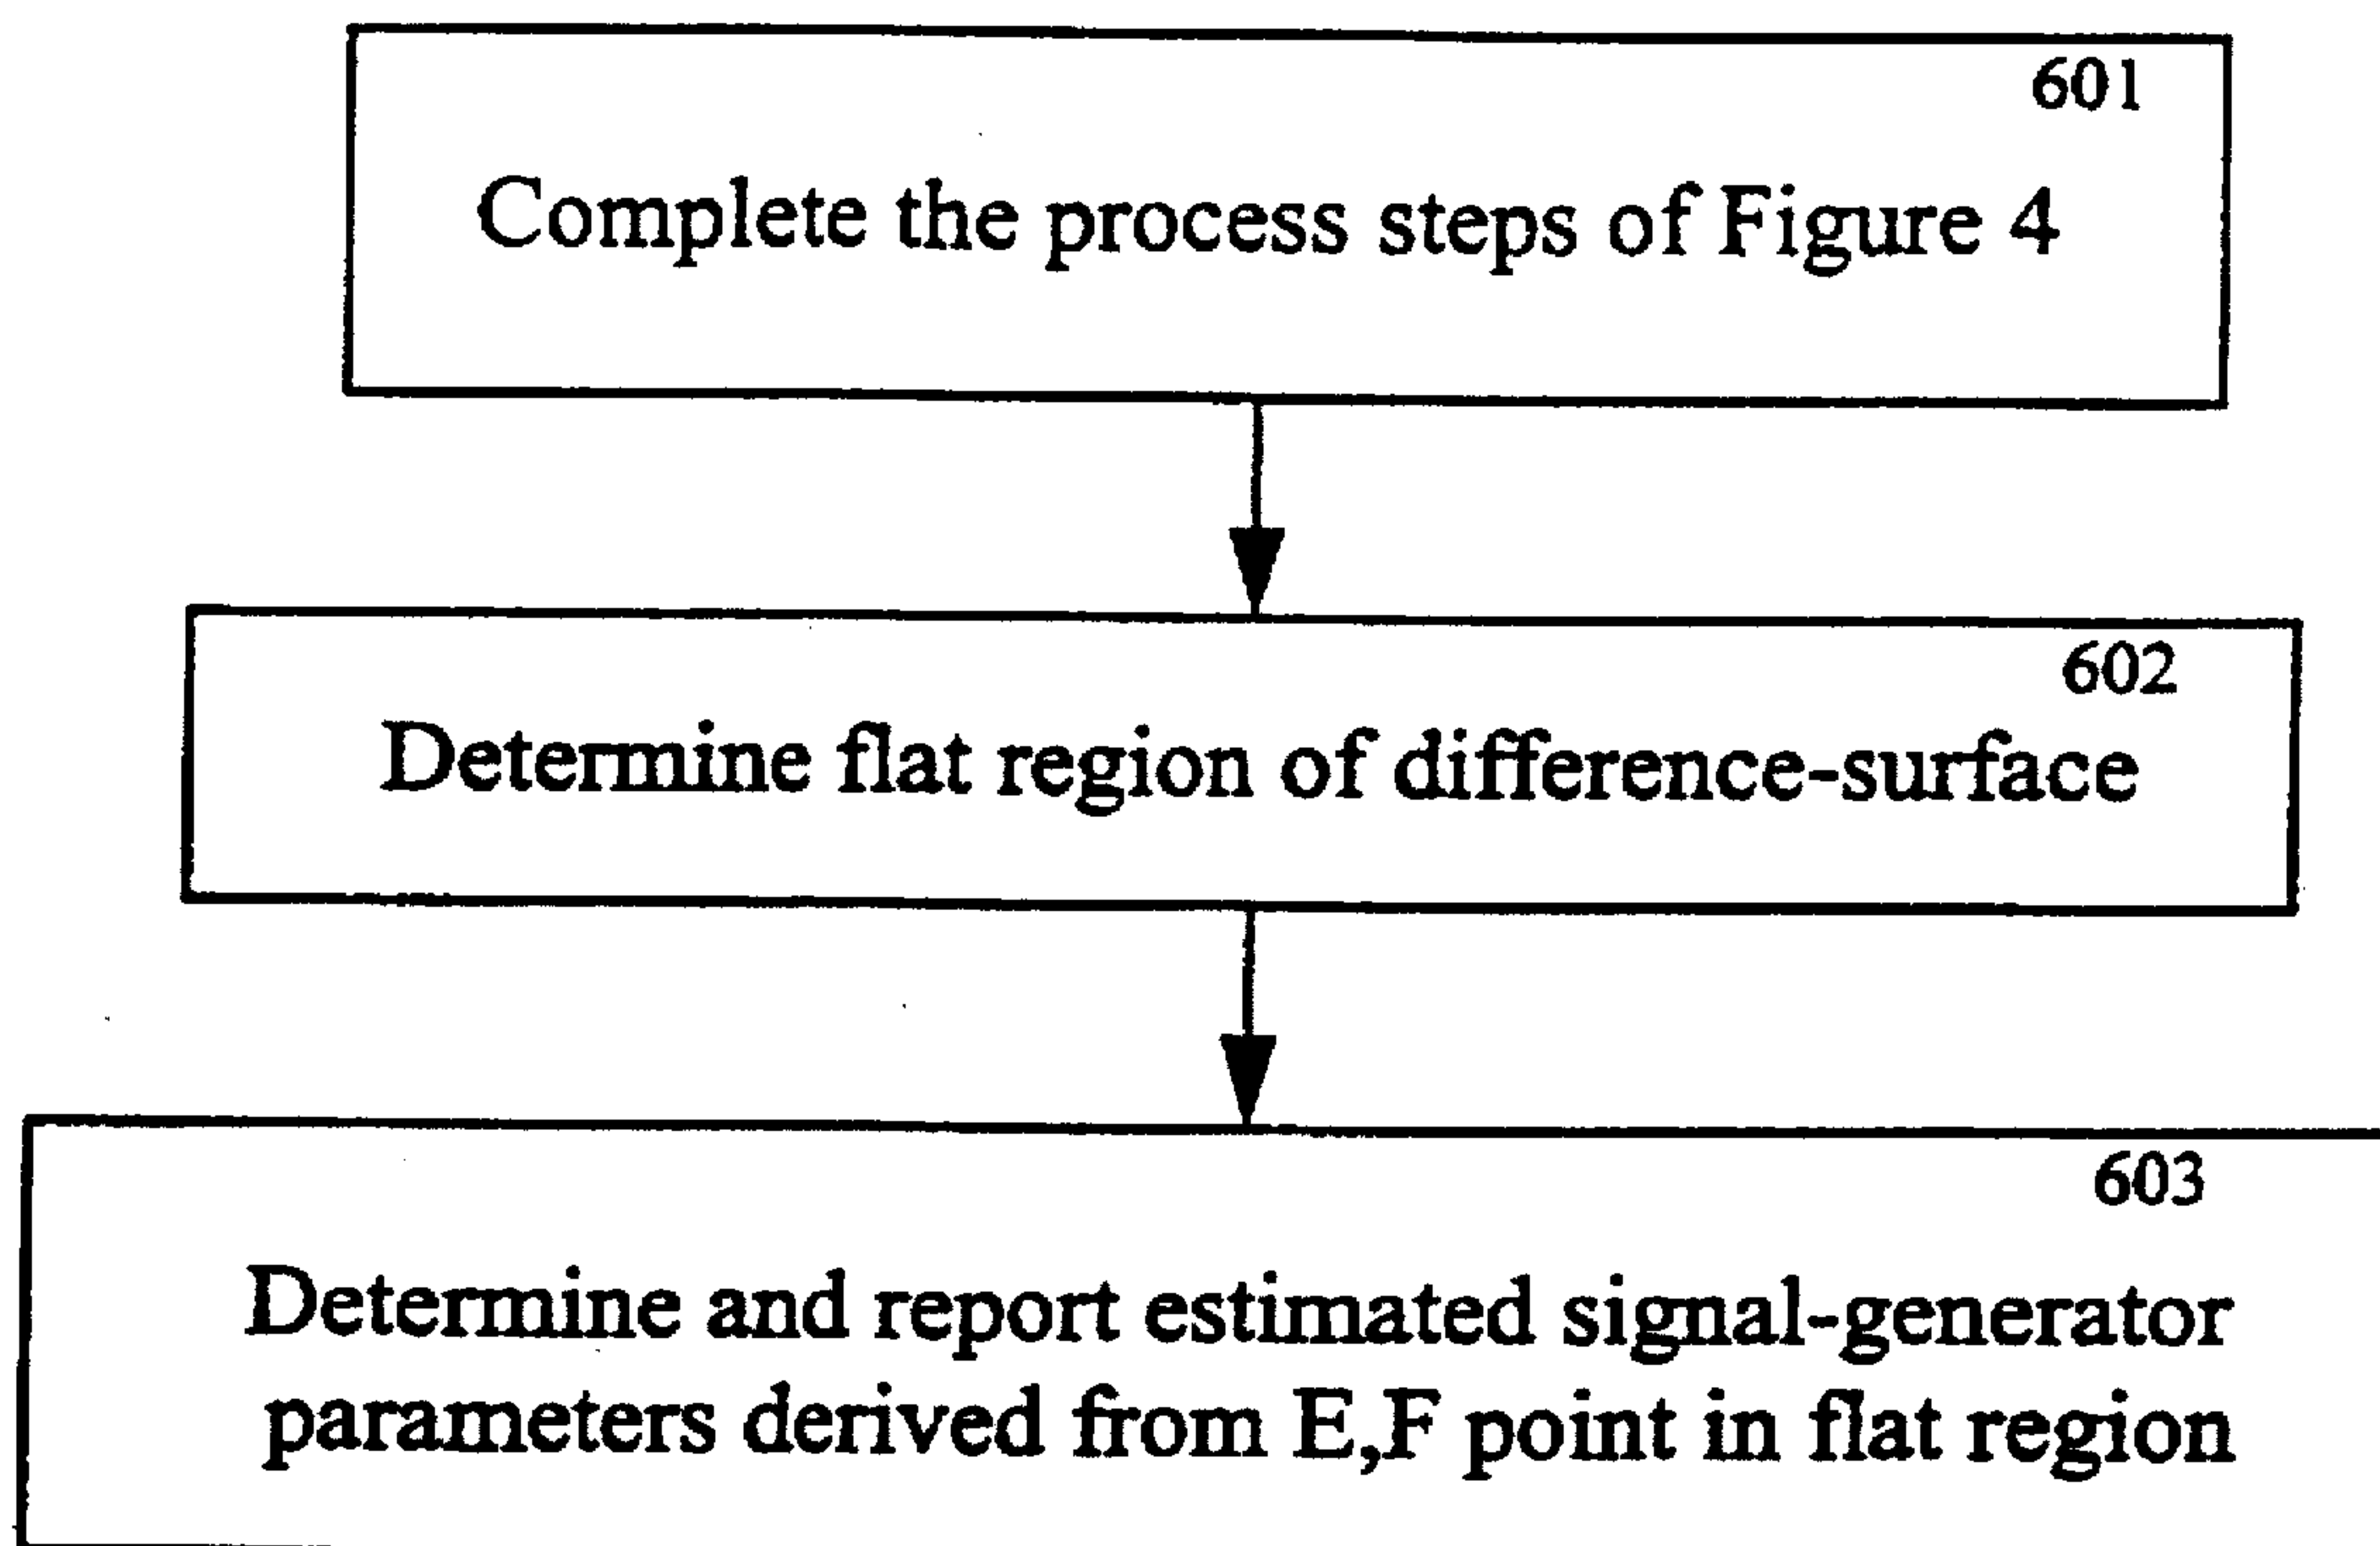 601
Complete the process steps of Figure 4
602
Determine flat region of difference-surface
603
Determine and report estimated signal-generator
parameters derived from E,F point in flat region